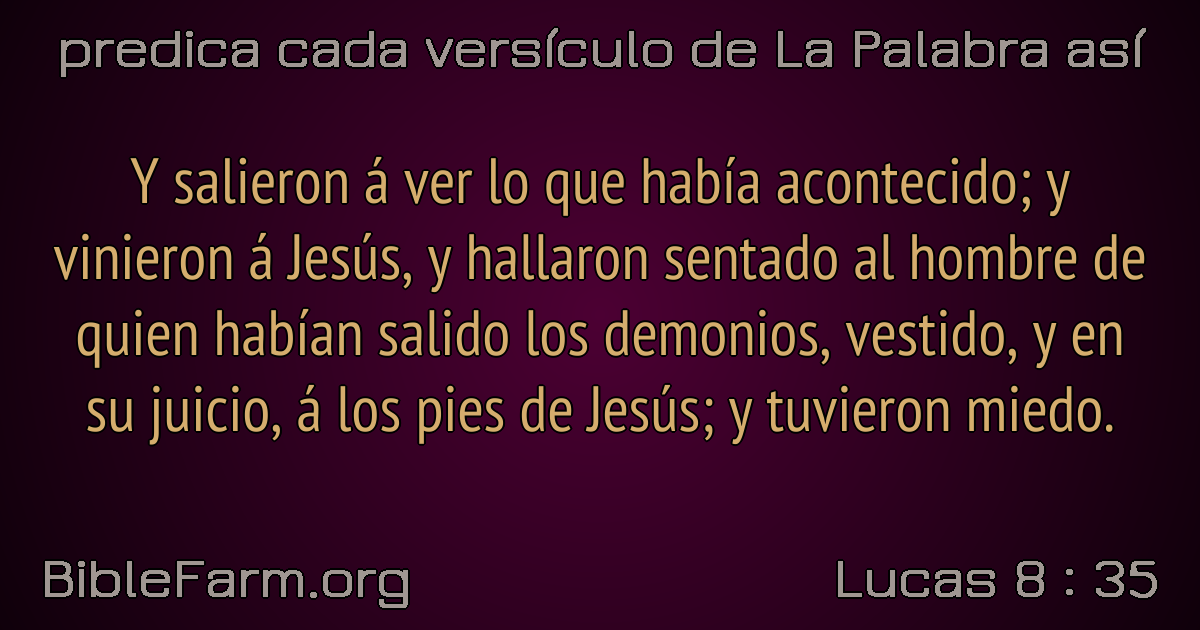 predica cada versículo de La Palabra así
Y salieron á ver lo que había acontecido; y
vinieron á Jesús, y hallaron sentado al hombre de
quien habían salido los demonios, vestido, y en
su juicio, á los pies de Jesús; y tuvieron miedo.
BibleFarm.org
Lucas 8 : 35